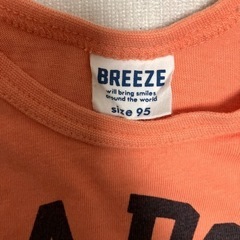 BREEZE
will bring smiles
around the world
size 95